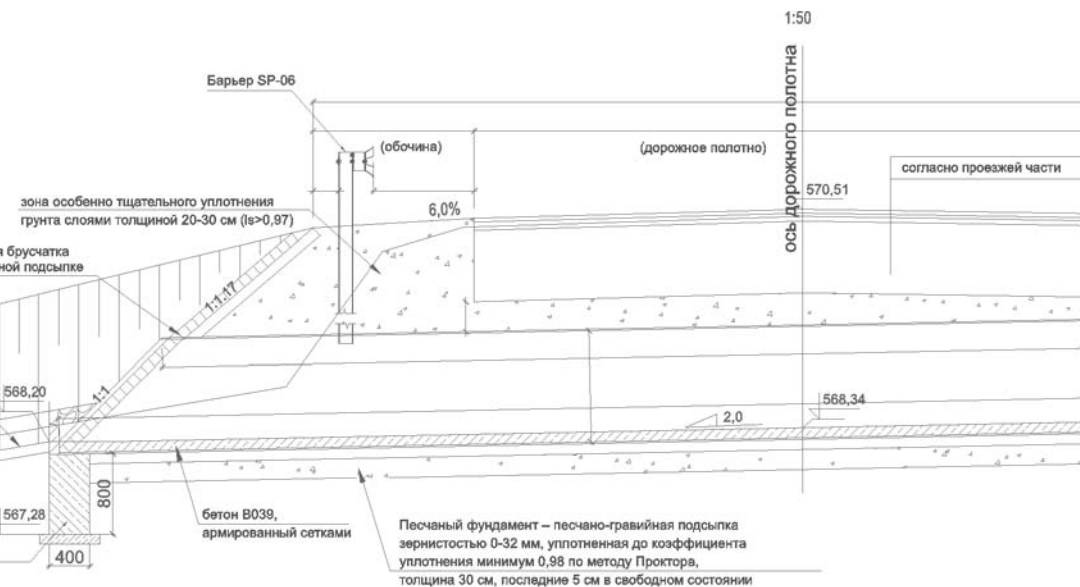 1:50
ось дорожного полотна
Барьер SP-06
(обочина)
(дорожное полотно)
согласно проезжей части
570,51
зона особенно тщательного уплотнения
грунта слоями толщиной 20-30 см (Is>0,97)
6,0%
брусчатка
подсыпке
1:1.17
1:1
568,20
568,34
2,0
800
567,28
400
бетон В039,
армированный сетками
Песчаный фундамент – песчано-гравийная подсыпка
зернистостью 0-32 мм, уплотненная до коэффициента
уплотнения минимум 0,98 по методу Проктора,
толщина 30 см, последние 5 см в свободном состоянии